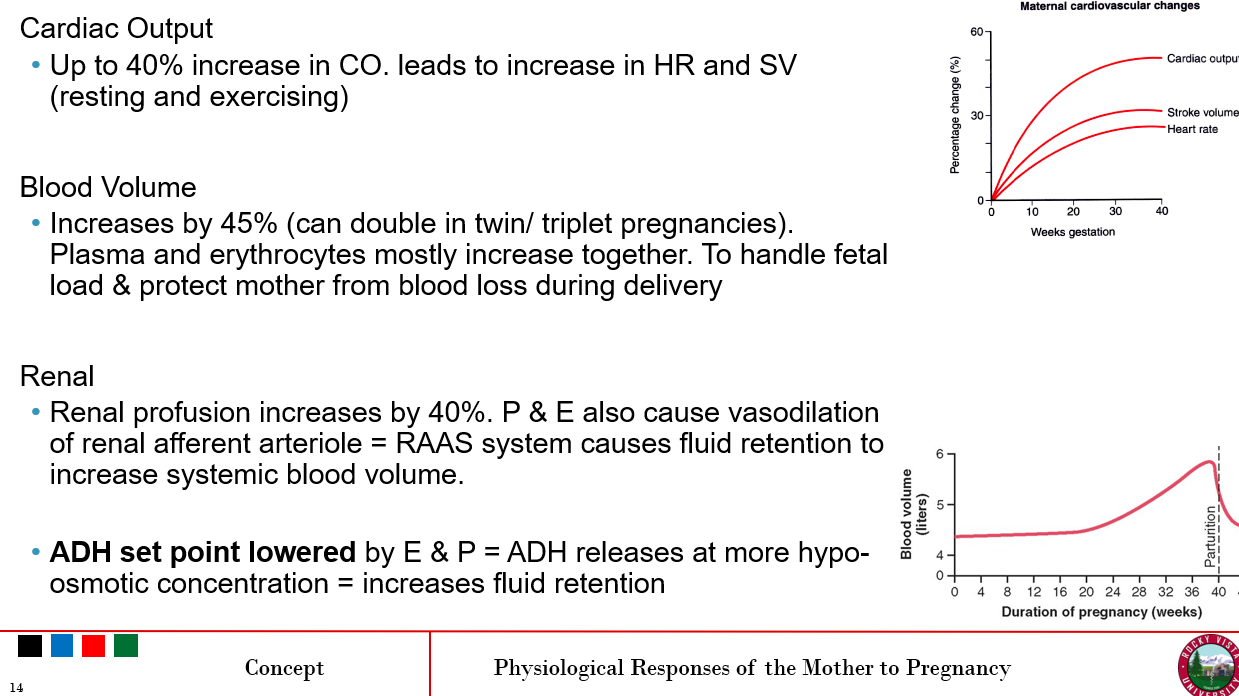 Cardiac Output
• Up to 40% increase in CO. leads to increase in HR and SV
(resting and exercising)
Blood Volume
• Increases by 45% (can double in twin/ triplet pregnancies).
Plasma and erythrocytes mostly increase together. To handle fetal
load & protect mother from blood loss during delivery
Renal
• Renal profusion increases by 40%. P & E also cause vasodilation
of renal afferent arteriole = RAAS system causes fluid retention to
increase systemic blood volume.
• ADH set point lowered by E & P = ADH releases at more hypo-
osmotic concentration = increases fluid retention
Maternal cardiovascular changes
Percentage change (%)
60
30
0
Cardiac output
Stroke volume
Heart rate
0 10 20 30 40
Weeks gestation
Blood volume
(liters)
6
5
4
0
Parturition
0 4 8 12 16 20 24 28 32 36 40
Duration of pregnancy (weeks)
14
Concept
Physiological Responses of the Mother to Pregnancy
ROCKY VISTA
UNIVERSITY